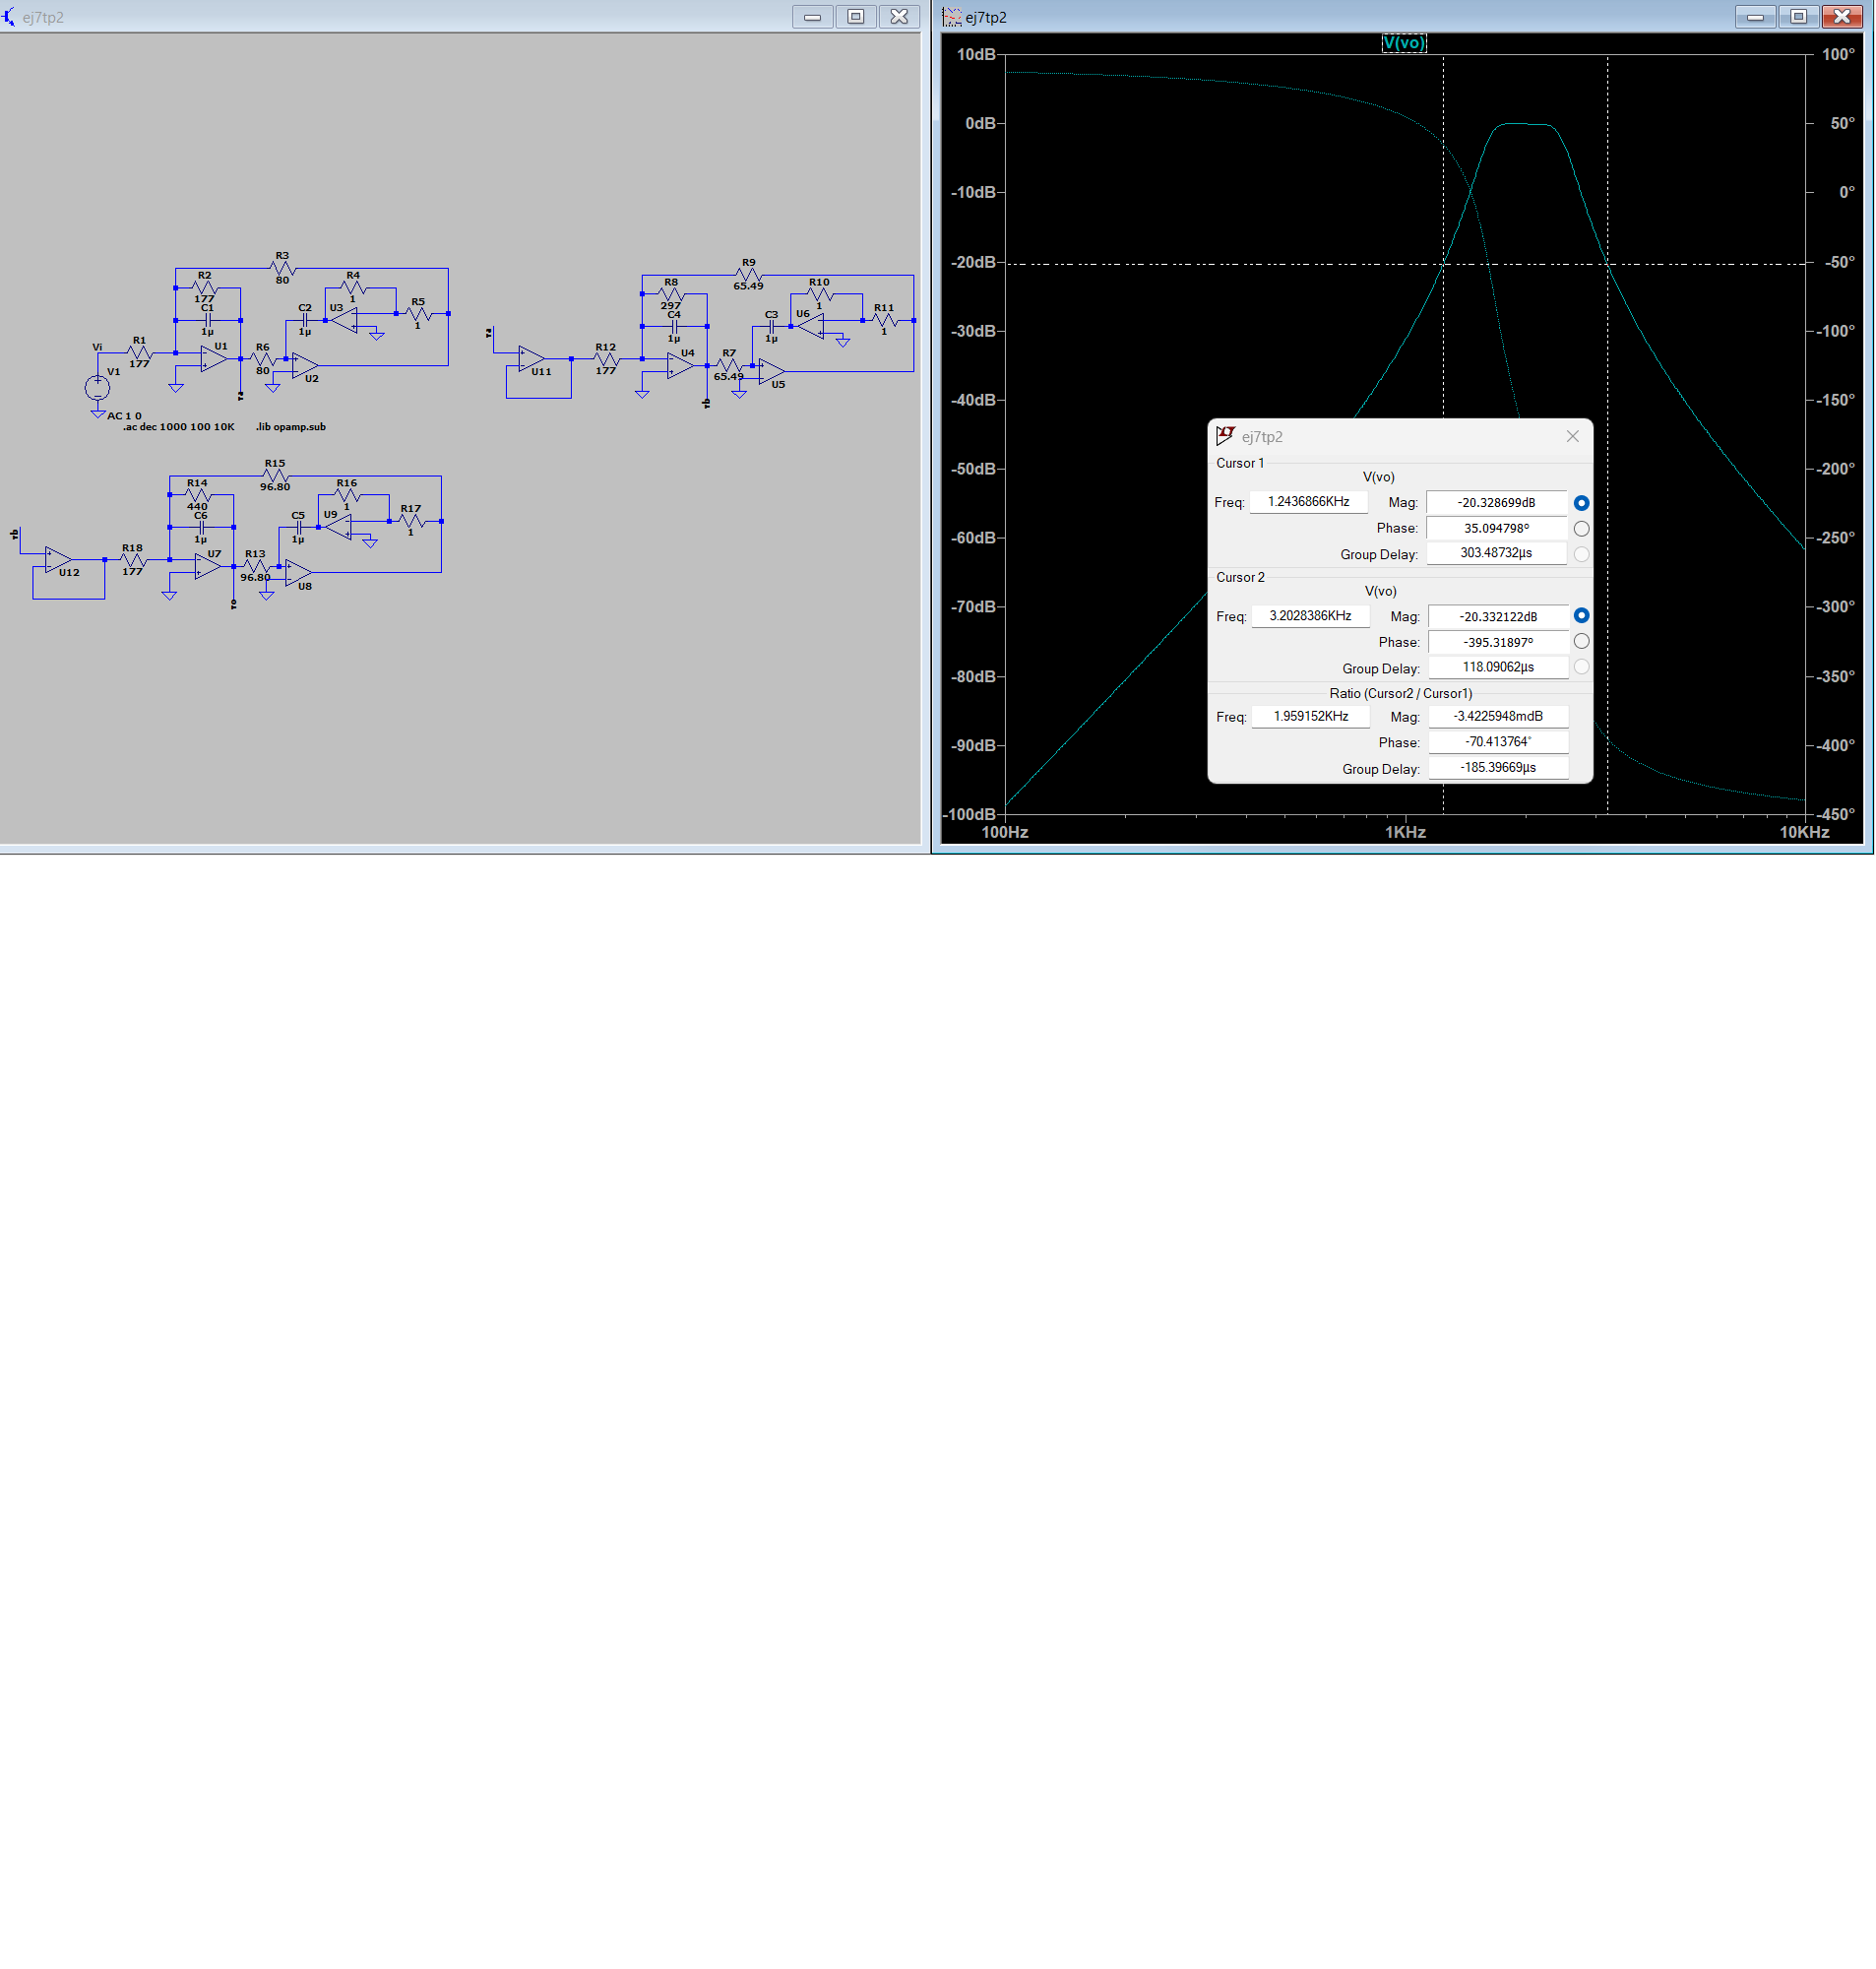 ej7tp2
R3
80
R2
177
C1
1µ
R4
1
C2
1µ
U3
R5
1
Vi
R1
177
U1
R6
80
U2
V1
AC 1 0
va
.ac dec 1000 100 10K
.lib opamp.sub
R9
65.49
R8
297
C4
1µ
R10
1
C3
1µ
U6
R11
1
va
U11
R12
177
U4
R7
65.49
U5
vb
R15
96.80
R14
440
C6
1µ
R16
1
C5
1µ
U9
R17
1
vb
U12
R18
177
U7
R13
96.80
U8
vo
ej7tp2
V(vo)
10dB
0dB
-10dB
-20dB
-30dB
-40dB
-50dB
-60dB
-70dB
-80dB
-90dB
-100dB
100°
50°
0°
-50°
-100°
-150°
-200°
-250°
-300°
-350°
-400°
-450°
100Hz
1KHz
10KHz
ej7tp2
Cursor 1
V(vo)
Freq: 1.2436866KHz Mag: -20.328699dB
Phase: 35.094798°
Group Delay: 303.48732µs
Cursor 2
V(vo)
Freq: 3.2028386KHz Mag: -20.332122dB
Phase: -395.31897°
Group Delay: 118.09062µs
Ratio (Cursor2 / Cursor1)
Freq: 1.959152KHz Mag: -3.4225948mdB
Phase: -70.413764°
Group Delay: -185.39669µs